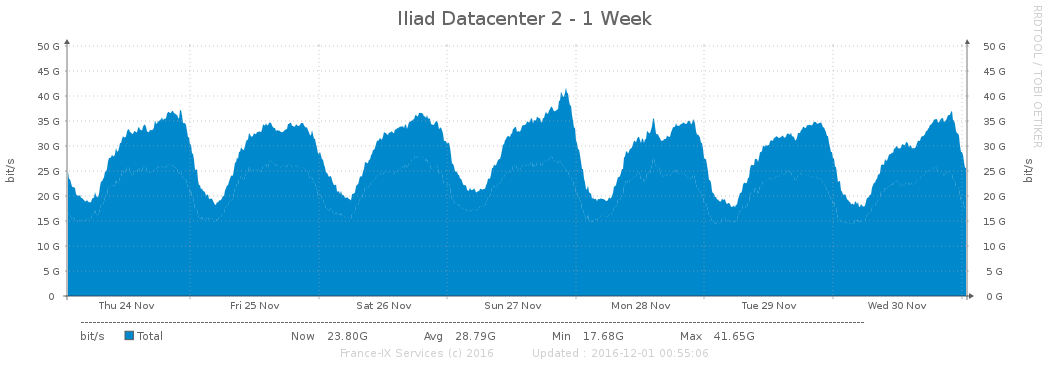 Iliad Datacenter 2 - 1 Week
RRDTOOL / TOBI OETIKER
bit/s
50 G 50 G
45 G 45 G
40 G 40 G
35 G 35 G
30 G 30 G
25 G 25 G
20 G 20 G
15 G 15 G
10 G 10 G
5 G 5 G
0 0 G
bit/s
Thu 24 Nov Fri 25 Nov Sat 26 Nov Sun 27 Nov Mon 28 Nov Tue 29 Nov Wed 30 Nov
bit/s Total Now 23.80G Avg 28.79G Min 17.68G Max 41.65G
France-IX Services (c) 2016 Updated : 2016-12-01 00:55:06